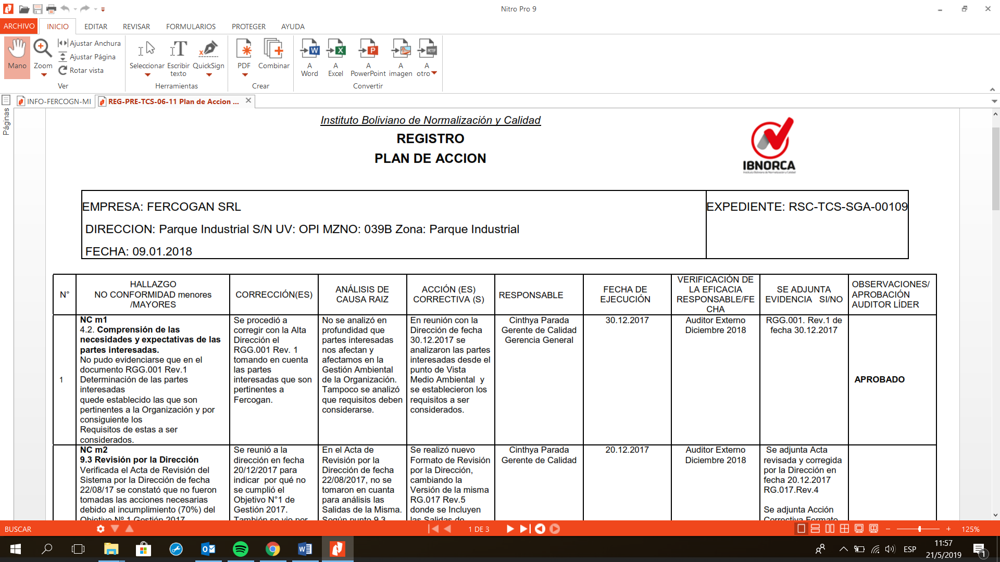 Nitro Pro 9
ARCHIVO INICIO EDITAR REVISAR FORMULARIOS PROTEGER AYUDA
Mano
Zoom
Ajustar Anchura
Ajustar Página
Rotar vista
Ver
Seleccionar
Escribir
texto
QuickSign
Herramientas
PDF
Combinar
Crear
A
Word
A
Excel
A
PowerPoint
A
imagen
A
otro
Convertir
INFO-FERCOGN-MI
REG-PRE-TCS-06-11 Plan de Accion ...
Páginas
Instituto Boliviano de Normalización y Calidad
REGISTRO
PLAN DE ACCION
IBNORCA
EMPRESA: FERCOGAN SRL
DIRECCION: Parque Industrial S/N UV: OPI MZNO: 039B Zona: Parque Industrial
FECHA: 09.01.2018
EXPEDIENTE: RSC-TCS-SGA-00109
N°
HALLAZGO
NO CONFORMIDAD menores
/MAYORES
CORRECCIÓN(ES)
ANÁLISIS DE
CAUSA RAIZ
ACCIÓN (ES)
CORRECTIVA (S)
RESPONSABLE
FECHA DE
EJECUCIÓN
VERIFICACIÓN DE
LA EFICACIA
RESPONSABLE/FE
CHA
SE ADJUNTA
EVIDENCIA SI/NO
OBSERVACIONES/
APROBACIÓN
AUDITOR LÍDER
1
NC m1
4.2. Comprensión de las
necesidades y expectativas de las
partes interesadas.
No pudo evidenciarse que en el
documento RGG.001 Rev.1
Determinación de las partes
interesadas
quede establecido las que son
pertinentes a la Organización y por
consiguiente los
Requisitos de estas a ser
considerados.
Se procedió a
corregir con la Alta
Dirección el
RGG.001 Rev. 1
tomando en cuenta
las partes
interesadas que son
pertinentes a
Fercogan.
No se analizó en
profundidad que
partes interesadas
nos afectan y
afectamos en la
Gestión Ambiental
de la Organización.
Tampoco se analizó
que requisitos deben
considerarse.
En reunión con la
Dirección de fecha
30.12.2017 se
analizaron las partes
interesadas desde el
punto de Vista
Medio Ambiental y
se establecieron los
requisitos a ser
considerados.
Cinthya Parada
Gerente de Calidad
Gerencia General
30.12.2017
Auditor Externo
Diciembre 2018
RGG.001. Rev.1 de
fecha 30.12.2017
APROBADO
NC m2
9.3 Revisión por la Dirección
Verificada el Acta de Revisión del
Sistema por la Dirección de fecha
22/08/17 se constató que no fueron
tomadas las acciones necesarias
debido al incumplimiento (70%) del
Objetivo Nº 1 Gestión 2017
Se reunió a la
dirección en fecha
20/12/2017 para
indicar por qué no
se cumplió el
Objetivo N°1 de
Gestión 2017.
También se vio por
En el Acta de
Revisión por la
Dirección de fecha
22/08/2017, no se
tomaron en cuanta
para análisis las
Salidas de la Misma.
Según punto 9.3
Se realizó nuevo
Formato de Revisión
por la Dirección,
cambiando la
Versión de la misma
RG.017 Rev.5
donde se Incluyen
las Salidas de
Cinthya Parada
Gerente de Calidad
20.12.2017
Auditor Externo
Diciembre 2018
Se adjunta Acta
revisada y corregida
por la Dirección en
fecha 20.12.2017
RG.017.Rev.4
Se adjunta Acción
Correctiva Formato
BUSCAR
1 DE 3
125%
ESP
11:57
21/5/2019
1